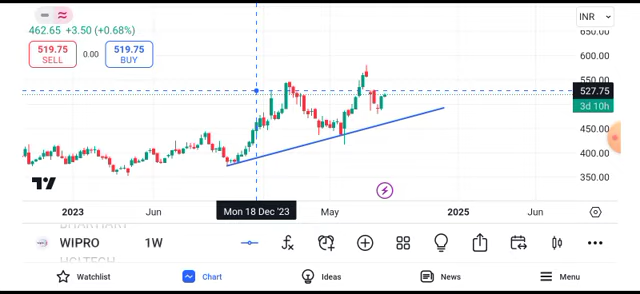 INR
650.00
462.65 +3.50 (+0.68%)
600.00
519.75
SELL
0.00
519.75
BUY
550.00
527.75
3d 10h
450.00
400.00
350.00
2023
Jun
Mon 18 Dec '23
May
2025
Jun
WIPRO
1W
HCLTECH
Watchlist
Chart
Ideas
News
Menu